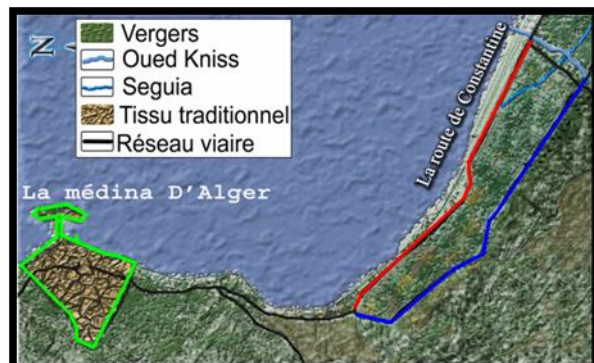 Vergers
Oued Kniss
Seguia
Tissu traditionnel
Réseau viaire
N
La route de Constantine
La médina D'Alger